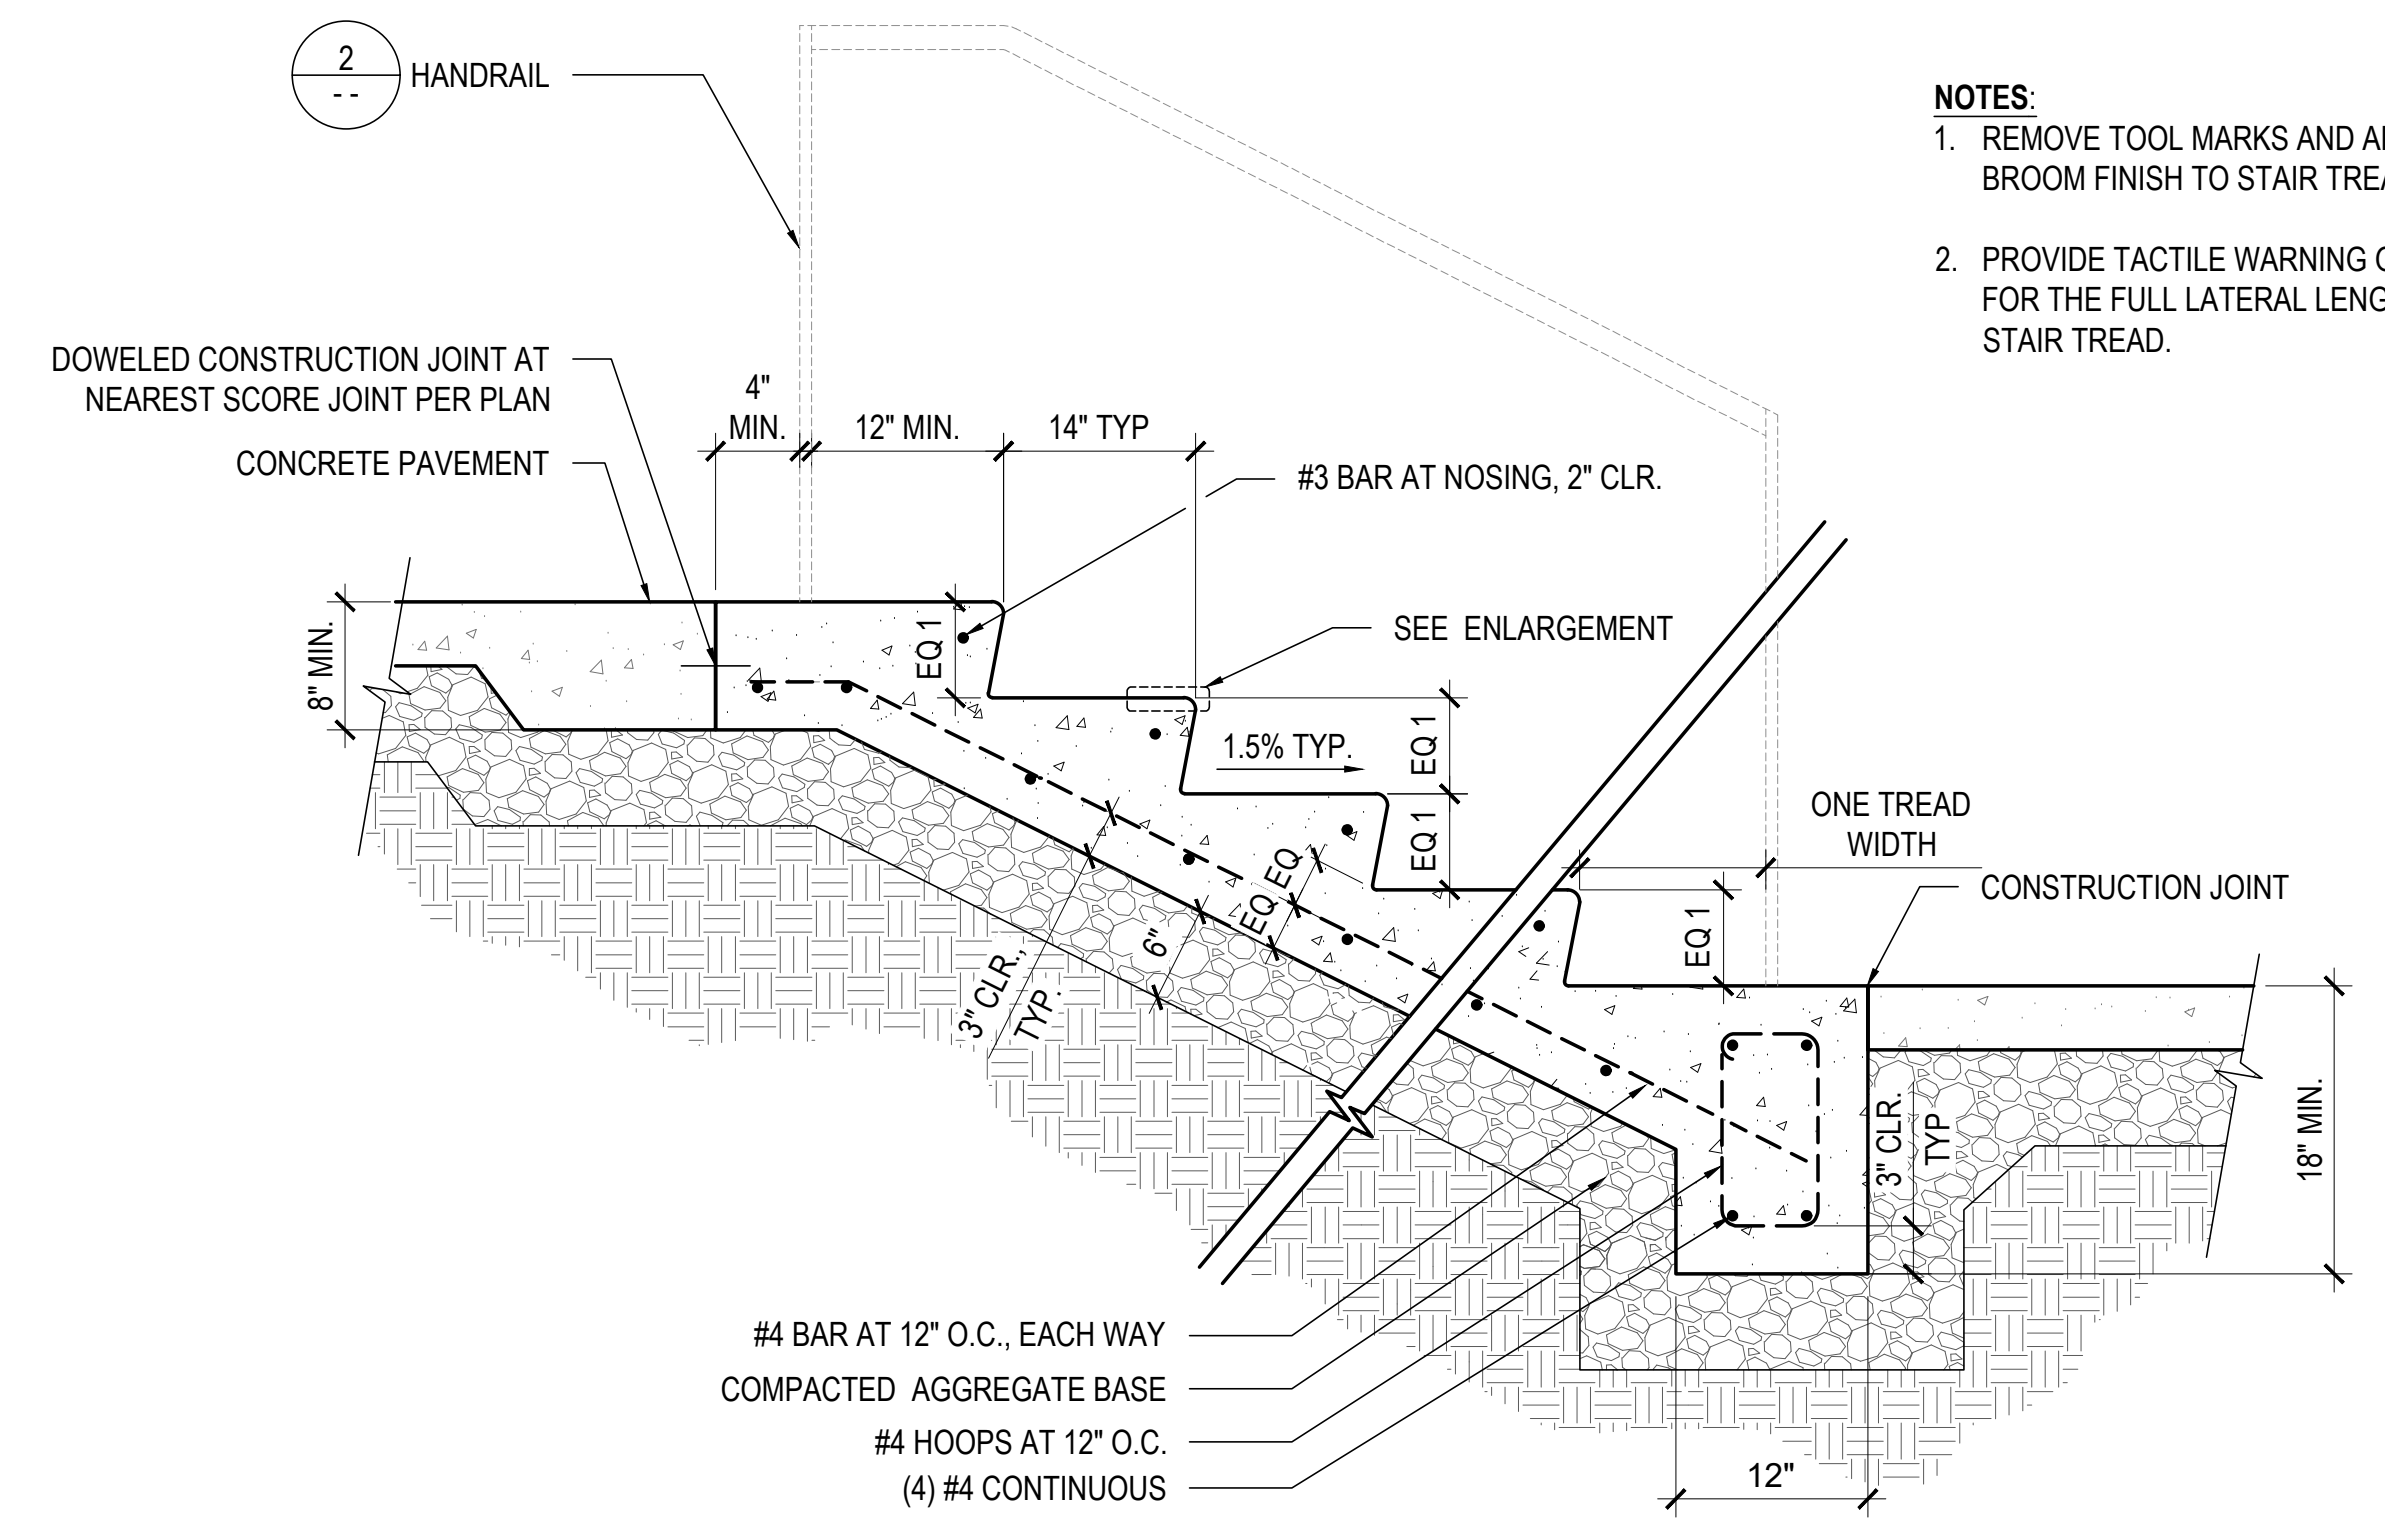 2
- -
HANDRAIL
NOTES:
1. REMOVE TOOL MARKS AND
BROOM FINISH TO STAIR
2. PROVIDE TACTILE WARNING
FOR THE FULL LATERAL
STAIR TREAD.
DOWELED CONSTRUCTION JOINT AT
NEAREST SCORE JOINT PER PLAN
CONCRETE PAVEMENT
4"
MIN.
12" MIN.
14" TYP
#3 BAR AT NOSING, 2" CLR.
SEE ENLARGEMENT
8" MIN.
EQ 1
1.5% TYP.
EQ 1
EQ 1
ONE TREAD
WIDTH
CONSTRUCTION JOINT
EQ 1
EQ
EQ
6"
3" CLR.,
TYP.
3" CLR.
TYP
18" MIN.
#4 BAR AT 12" O.C., EACH WAY
COMPACTED AGGREGATE BASE
#4 HOOPS AT 12" O.C.
(4) #4 CONTINUOUS
12"